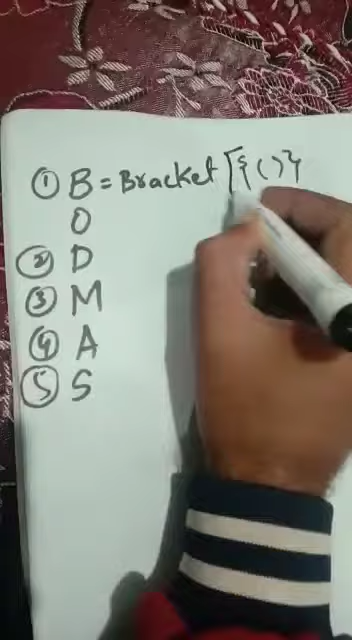 ① B = Bracket [{()}
O
② D
③ M
④ A
⑤ S